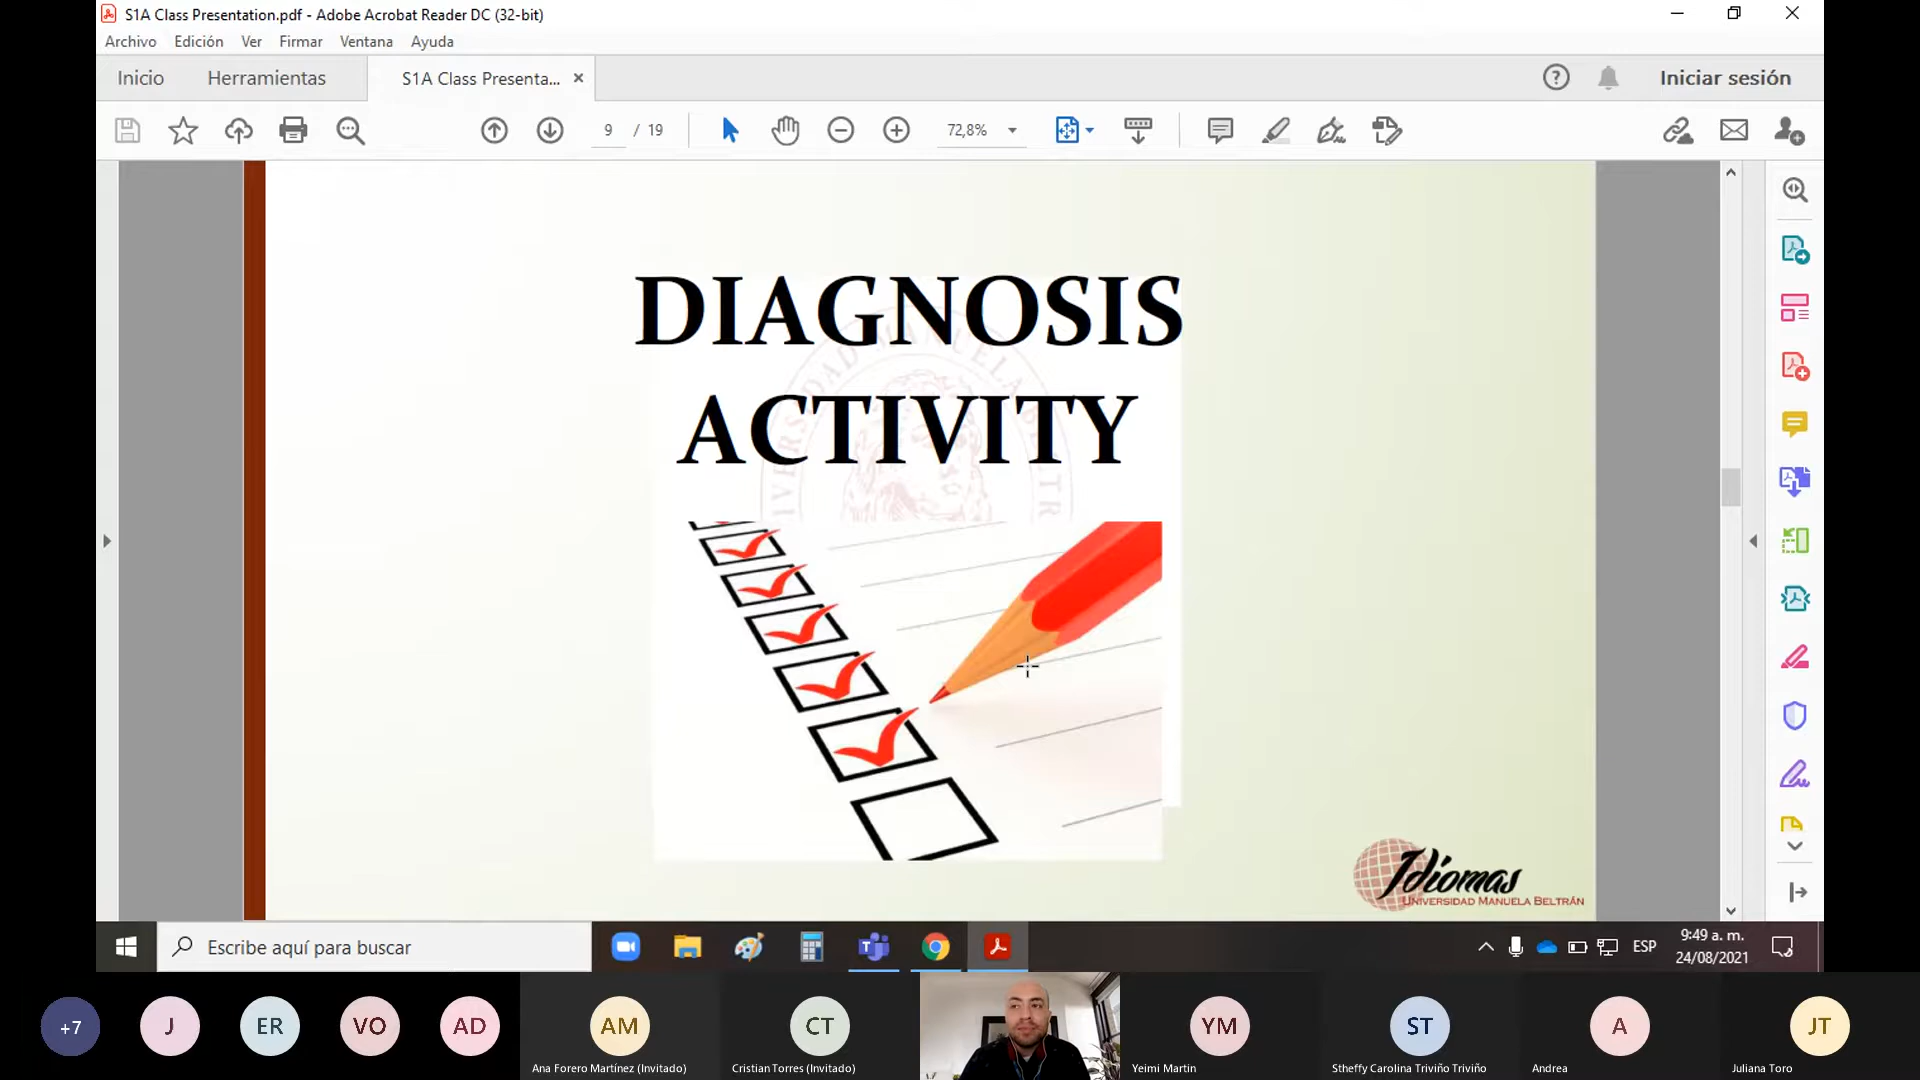 S1A Class Presentation.pdf - Adobe Acrobat Reader DC (32-bit)
Archivo Edición Ver Firmar Ventana Ayuda
Inicio Herramientas S1A Class Presenta... Iniciar sesión
9 / 19 72,8%
DIAGNOSIS
ACTIVITY
Idiomas
UNIVERSIDAD MANUELA BELTRÁN
Escribe aquí para buscar
ESP
9:49 a. m.
24/08/2021
+7 J ER VO AD AM CT YM ST A JT
Ana Forero Martínez (Invitado) Cristian Torres (Invitado) Yeimi Martin Stheffy Carolina Triviño Triviño Andrea Juliana Toro